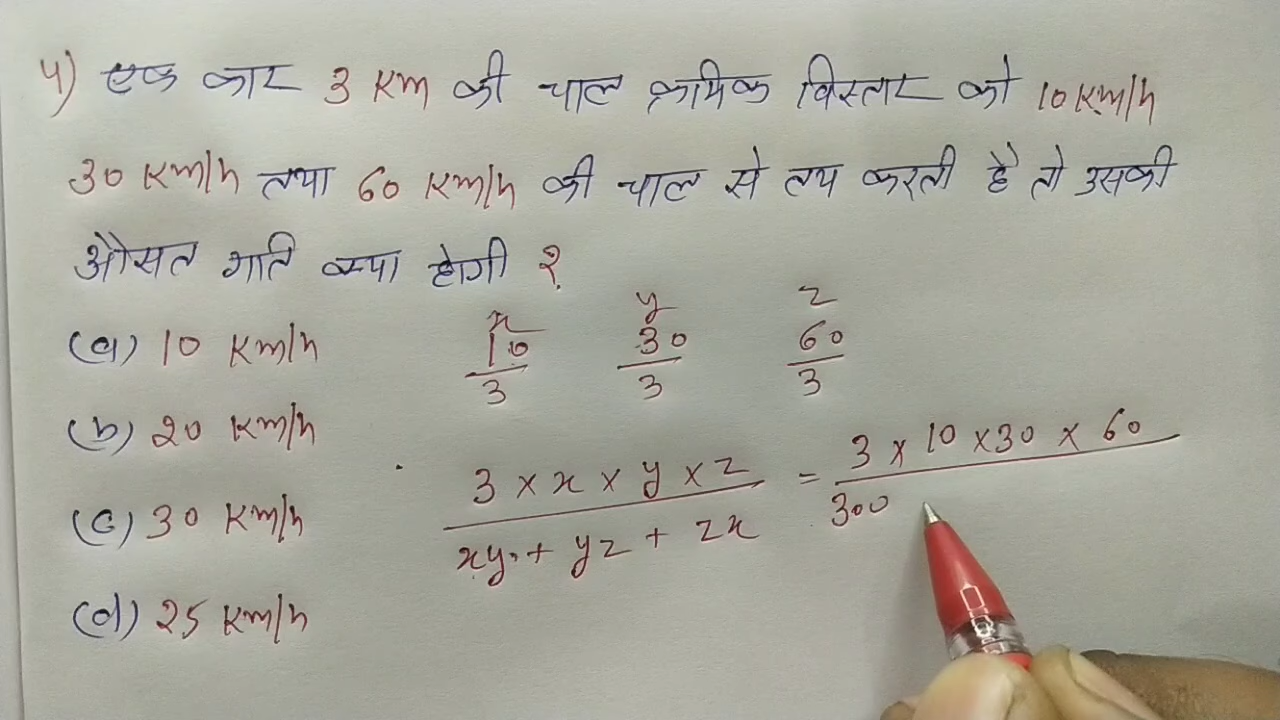 4) एक कार 3 Km की चाल क्रमिक विस्तार को 10 Km/h
30 Km/h तथा 60 Km/h की चाल से तय करती है तो उसकी
औसत गति क्या होगी ?
(a) 10 Km/h
x y z
10/3 30/3 60/3
(b) 20 Km/h
(c) 30 Km/h
(d) 25 Km/h
3 × x × y × z / xy + yz + zx = 3 × 10 × 30 × 60 / 300